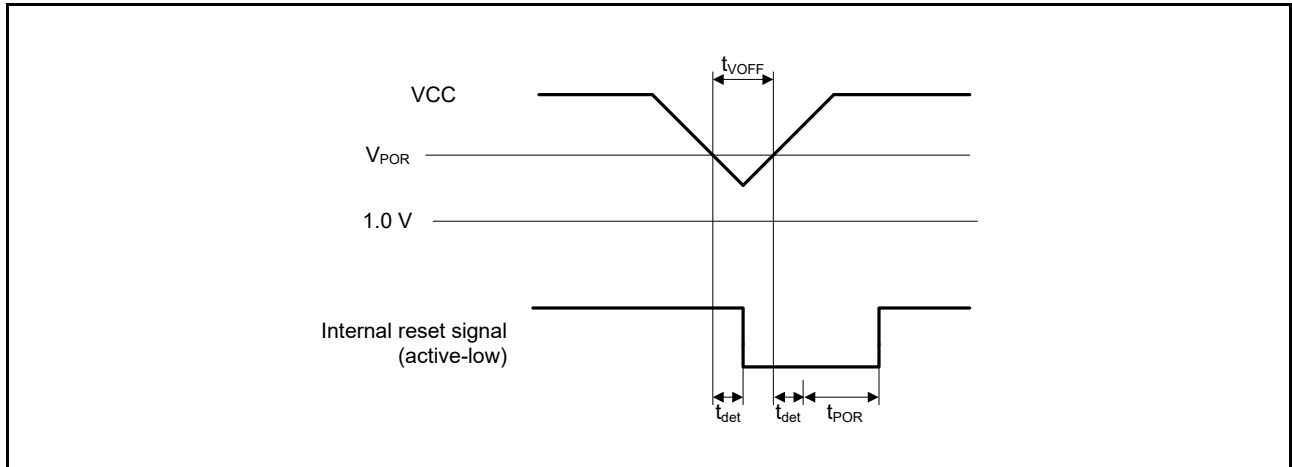 tVOFF
VCC
VPOR
1.0 V
Internal reset signal
(active-low)
tdet
tdet
tPOR